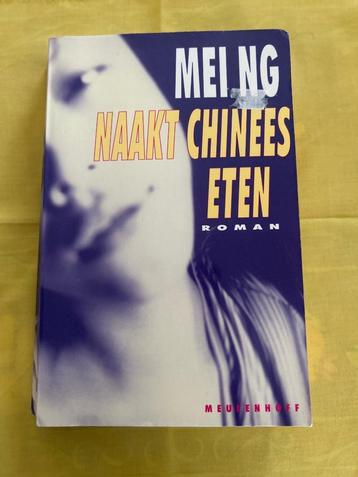 MEI NG
NAAKT CHINEES
ETEN
ROMAN
MEULENHOFF